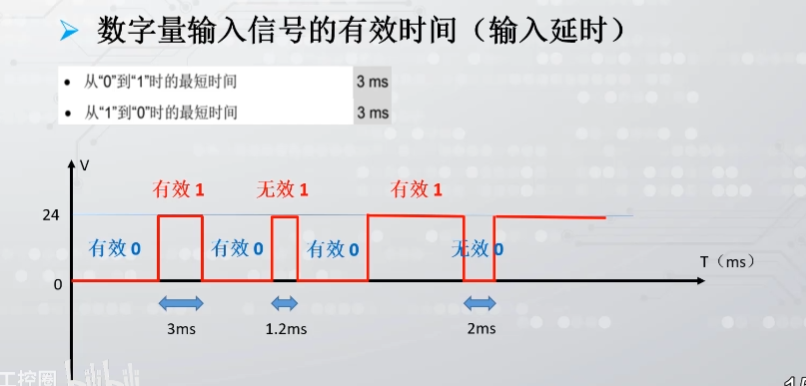 数字量输入信号的有效时间（输入延时）
• 从“0”到“1”时的最短时间 3 ms
• 从“1”到“0”时的最短时间 3 ms
V
有效 1 无效 1 有效 1
24
有效 0 有效 0 有效 0 无效 0
T（ms）
0
3ms 1.2ms 2ms
工控圈 bilibili